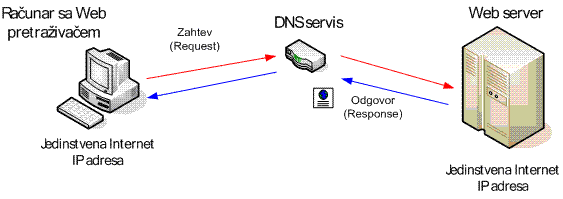 Računar sa Web
pretraživačem
Zahtev
(Request)
DNS servis
Web server
Odgovor
(Response)
Jedinstvena Internet
IP adresa
Jedinstvena Internet
IP adresa